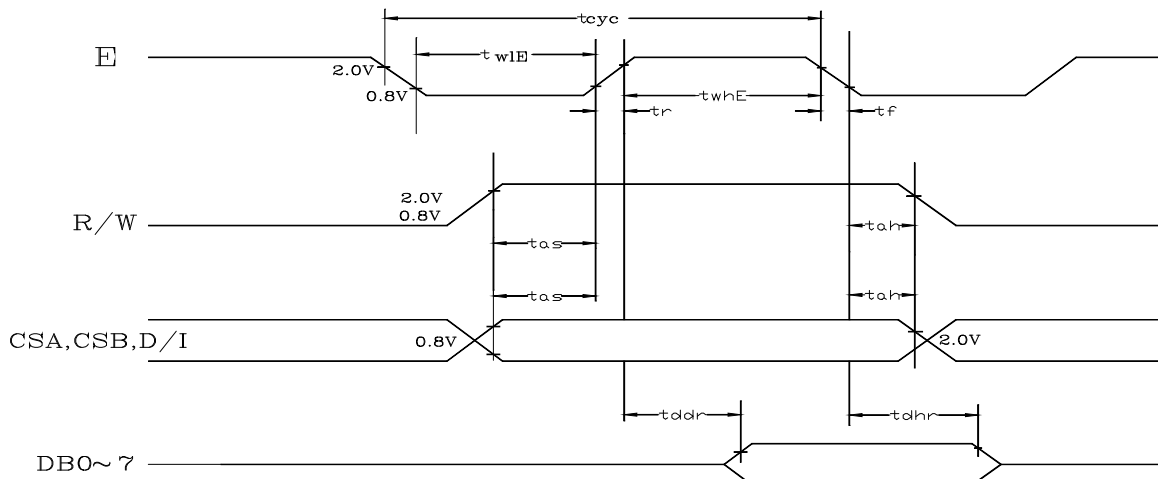 tcyc
E
twlE
2.0V
0.8V
twhE
tr
tf
R/W
2.0V
0.8V
tas
tah
tas
tah
CSA,CSB,D/I
0.8V
2.0V
tddr
tdhr
DB0~7